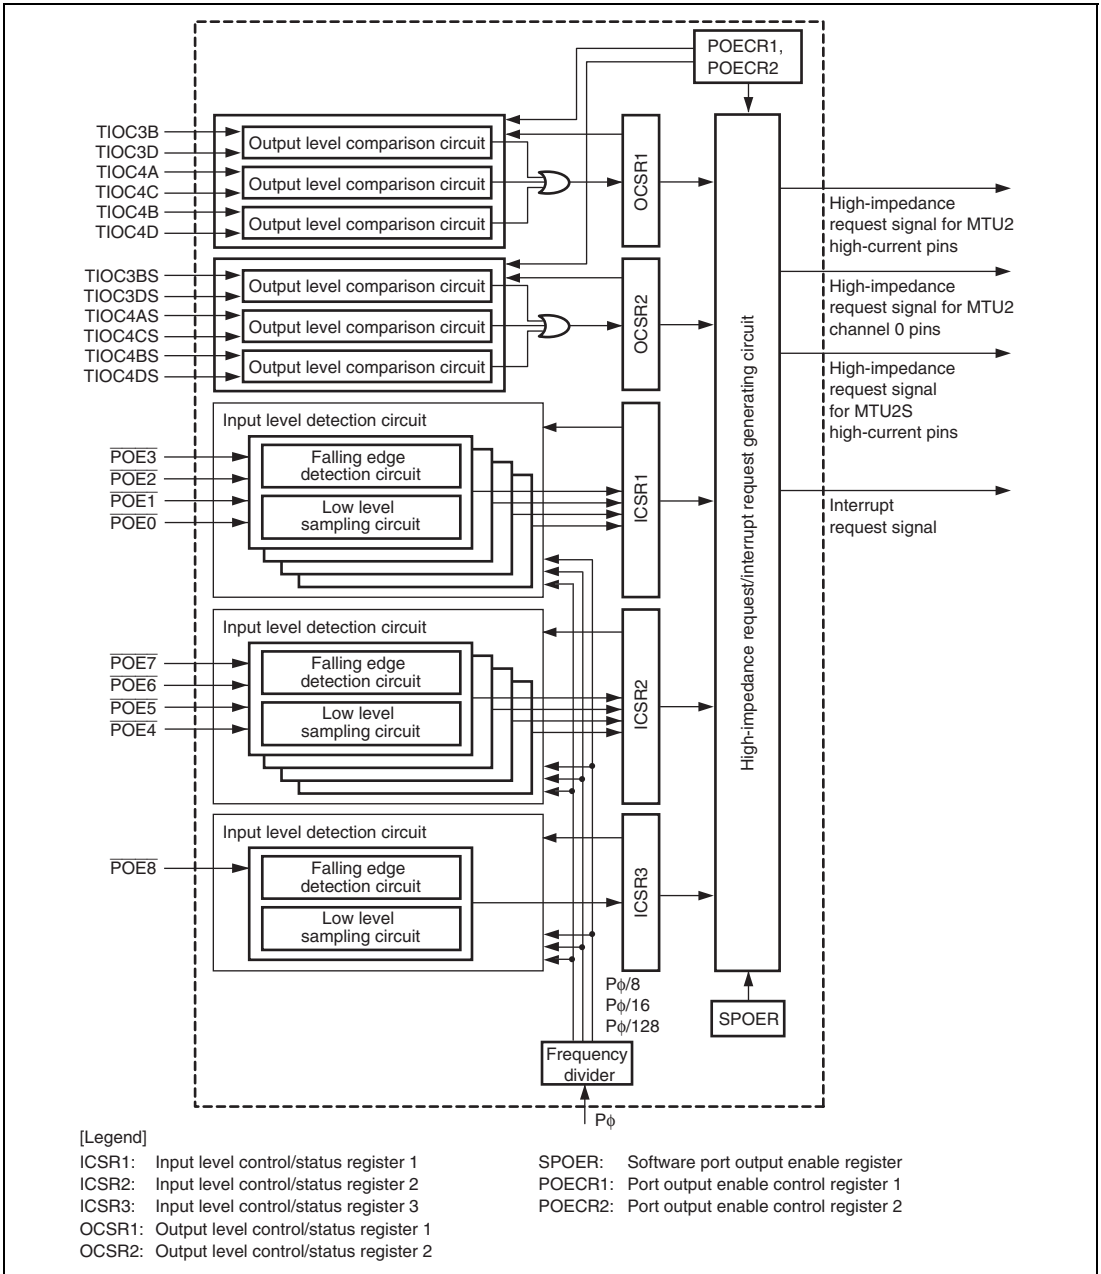 POECR1,
POECR2
TIOC3B
TIOC3D
TIOC4A
TIOC4C
TIOC4B
TIOC4D
Output level comparison circuit
Output level comparison circuit
Output level comparison circuit
OCSR1
TIOC3BS
TIOC3DS
TIOC4AS
TIOC4CS
TIOC4BS
TIOC4DS
Output level comparison circuit
Output level comparison circuit
Output level comparison circuit
OCSR2
High-impedance request/interrupt request generating circuit
High-impedance
request signal for MTU2
high-current pins
High-impedance
request signal for MTU2
channel 0 pins
High-impedance
request signal
for MTU2S
high-current pins
Interrupt
request signal
Input level detection circuit
POE3
POE2
POE1
POE0
Falling edge
detection circuit
Low level
sampling circuit
ICSR1
Input level detection circuit
POE7
POE6
POE5
POE4
Falling edge
detection circuit
Low level
sampling circuit
ICSR2
Input level detection circuit
POE8
Falling edge
detection circuit
Low level
sampling circuit
ICSR3
Pϕ/8
Pϕ/16
Pϕ/128
SPOER
Frequency
divider
Pϕ
[Legend]
ICSR1: Input level control/status register 1
ICSR2: Input level control/status register 2
ICSR3: Input level control/status register 3
OCSR1: Output level control/status register 1
OCSR2: Output level control/status register 2
SPOER: Software port output enable register
POECR1: Port output enable control register 1
POECR2: Port output enable control register 2